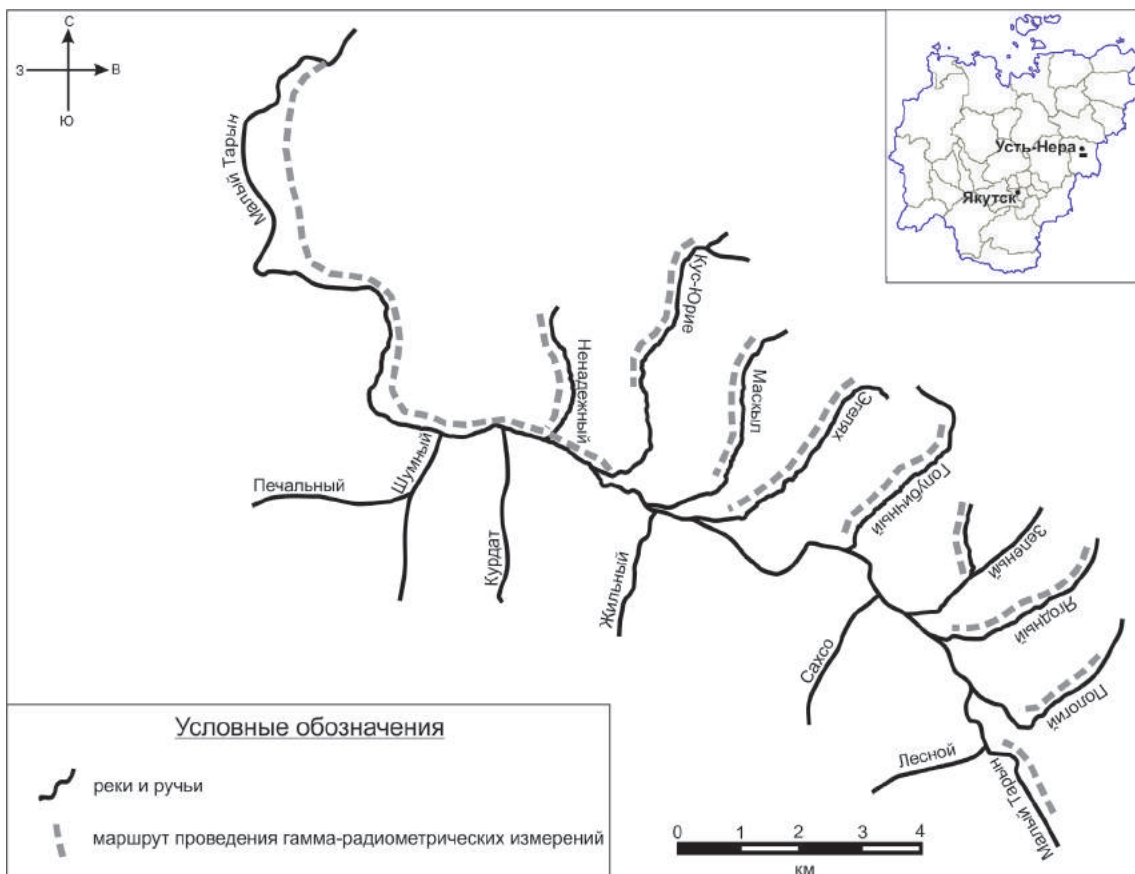 С
З
В
Ю
Усть-Нера
Якутск
Малый Тарын
Кус-Юрие
Ненадежный
Маскыл
Эгелях
Голубичный
Шумный
Печальный
Курдат
Жильный
Зеленый
Ягодный
Сахсо
Пологий
Лесной
Малый Тарын
Условные обозначения
реки и ручьи
маршрут проведения гамма-радиометрических измерений
0 1 2 3 4
км